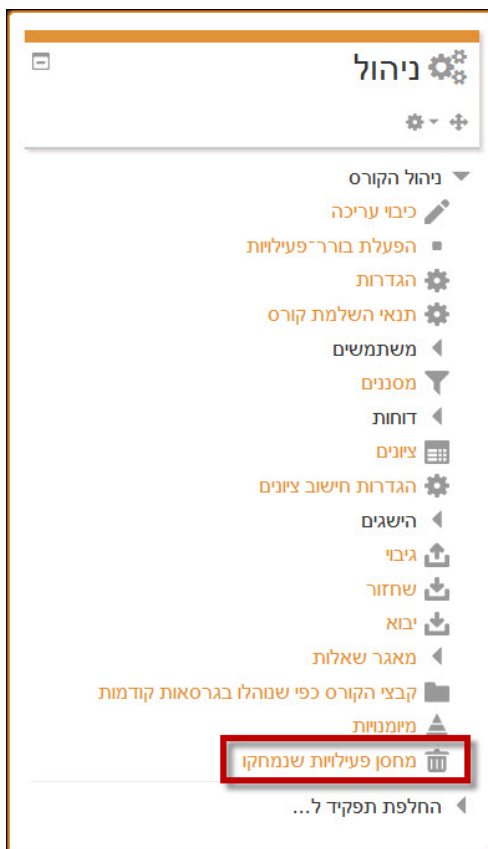 ניהול
ניהול הקורס
כיבוי עריכה
הפעלת בורר־פעילויות
הגדרות
תנאי השלמת קורס
משתמשים
מסננים
דוחות
ציונים
הגדרות חישוב ציונים
הישגים
גיבוי
שחזור
יבוא
מאגר שאלות
קבצי הקורס כפי שנוהלו בגרסאות קודמות
מיומנויות
מחסן פעילויות שנמחקו
החלפת תפקיד ל...